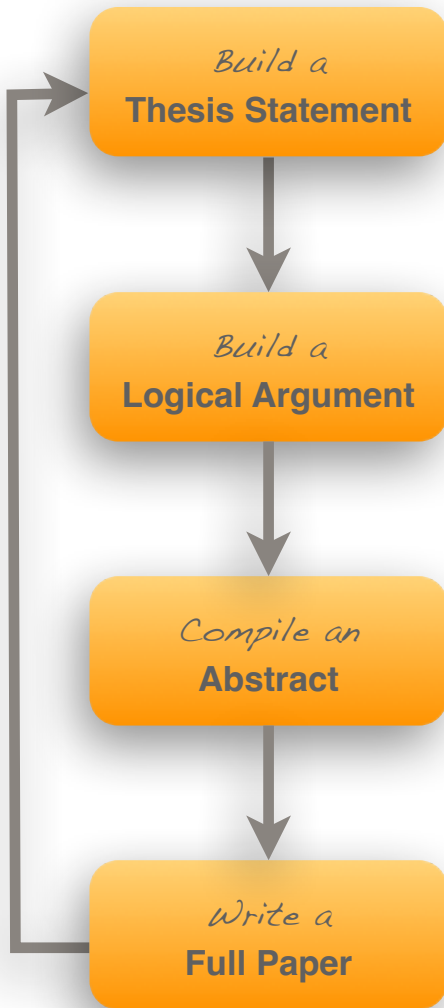 Build a
Thesis Statement
Build a
Logical Argument
Compile an
Abstract
Write a
Full Paper